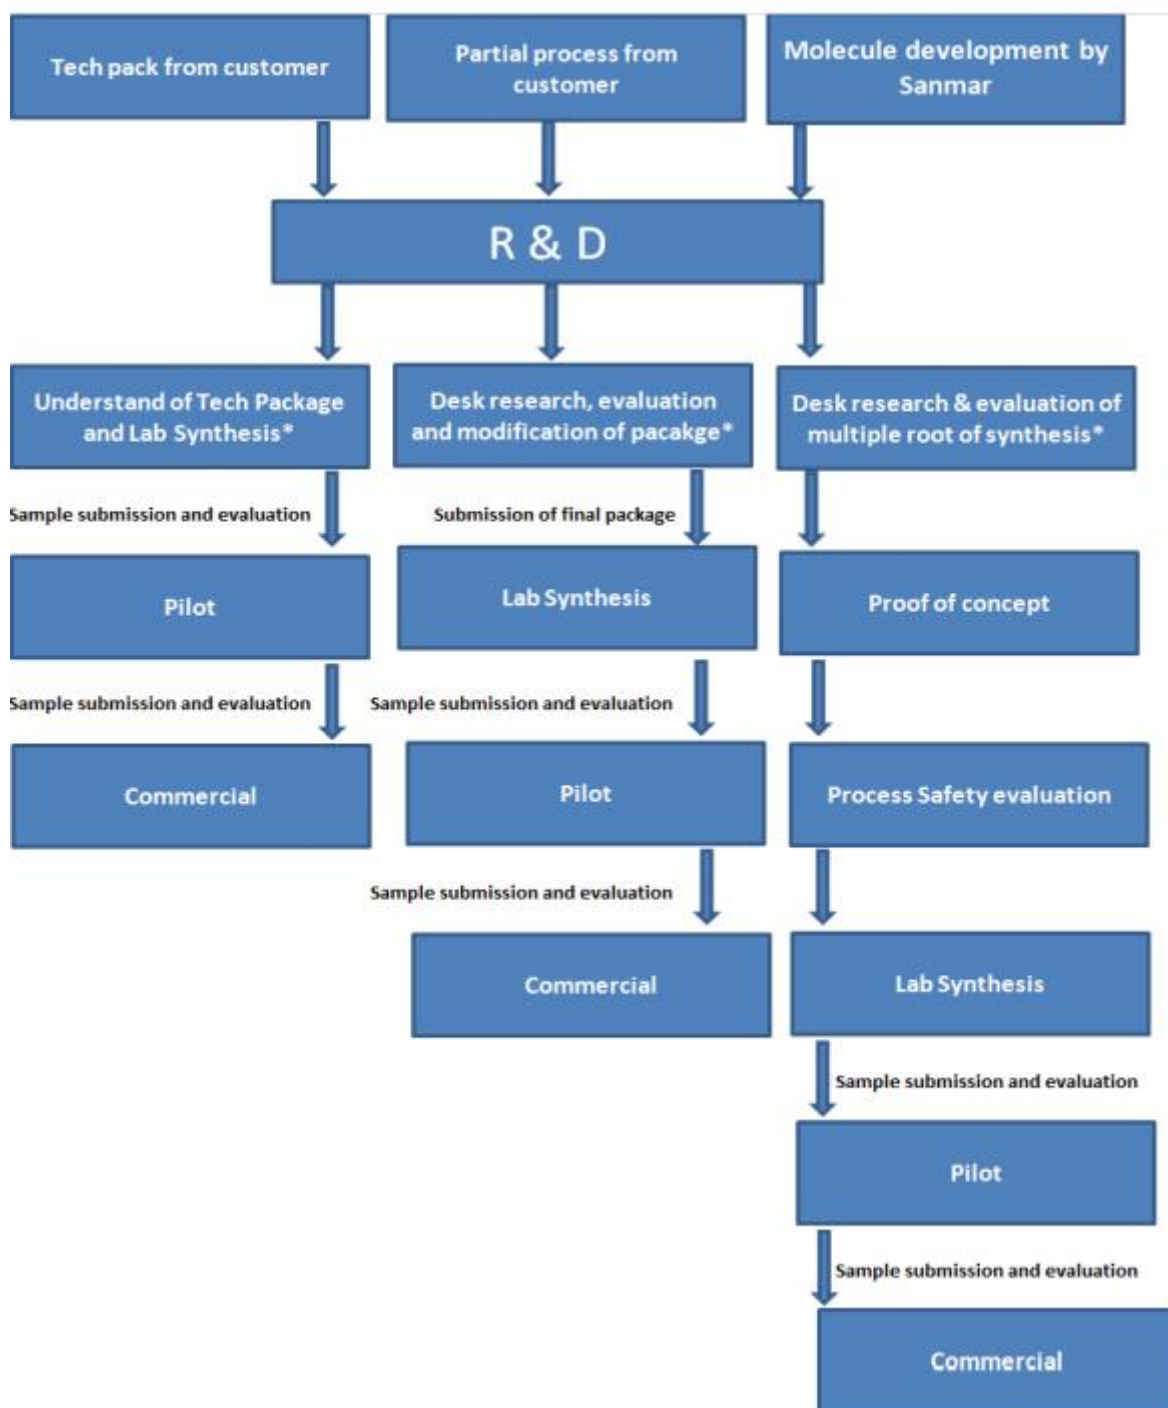 Tech pack from customer
Partial process from
customer
Molecule development by
Sanmar
R & D
Understand of Tech Package
and Lab Synthesis*
Desk research, evaluation
and modification of pacakge*
Desk research & evaluation of
multiple root of synthesis*
Sample submission and evaluation
Submission of final package
Pilot
Lab Synthesis
Proof of concept
Sample submission and evaluation
Sample submission and evaluation
Commercial
Pilot
Process Safety evaluation
Sample submission and evaluation
Commercial
Lab Synthesis
Sample submission and evaluation
Pilot
Sample submission and evaluation
Commercial